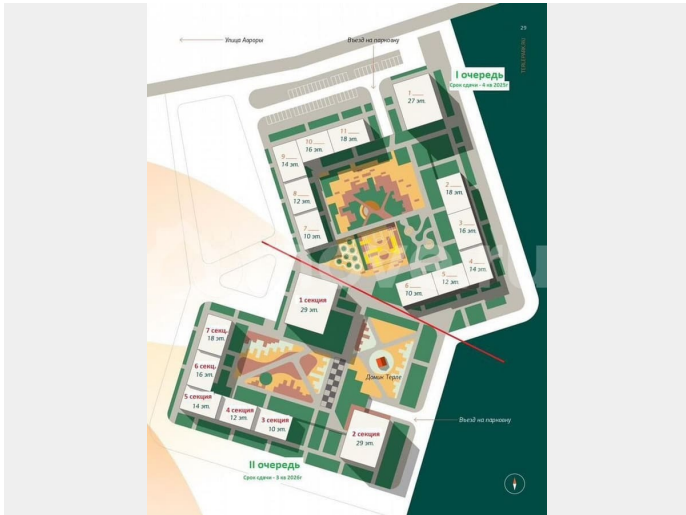 29
Улица Авроры
Въезд на парковку
I очередь
Срок сдачи - 4 кв 2025г
1
27 эт.
11
18 эт.
10
16 эт.
9
14 эт.
8
12 эт.
7
10 эт.
2
18 эт.
3
16 эт.
4
14 эт.
5
12 эт.
6
10 эт.
1 секция
29 эт.
7 секц.
18 эт.
6 секц.
16 эт.
5 секция
14 эт.
4 секция
12 эт.
3 секция
10 эт.
2 секция
29 эт.
Домик Терле
Въезд на парковку
II очередь
Срок сдачи - 3 кв 2026г